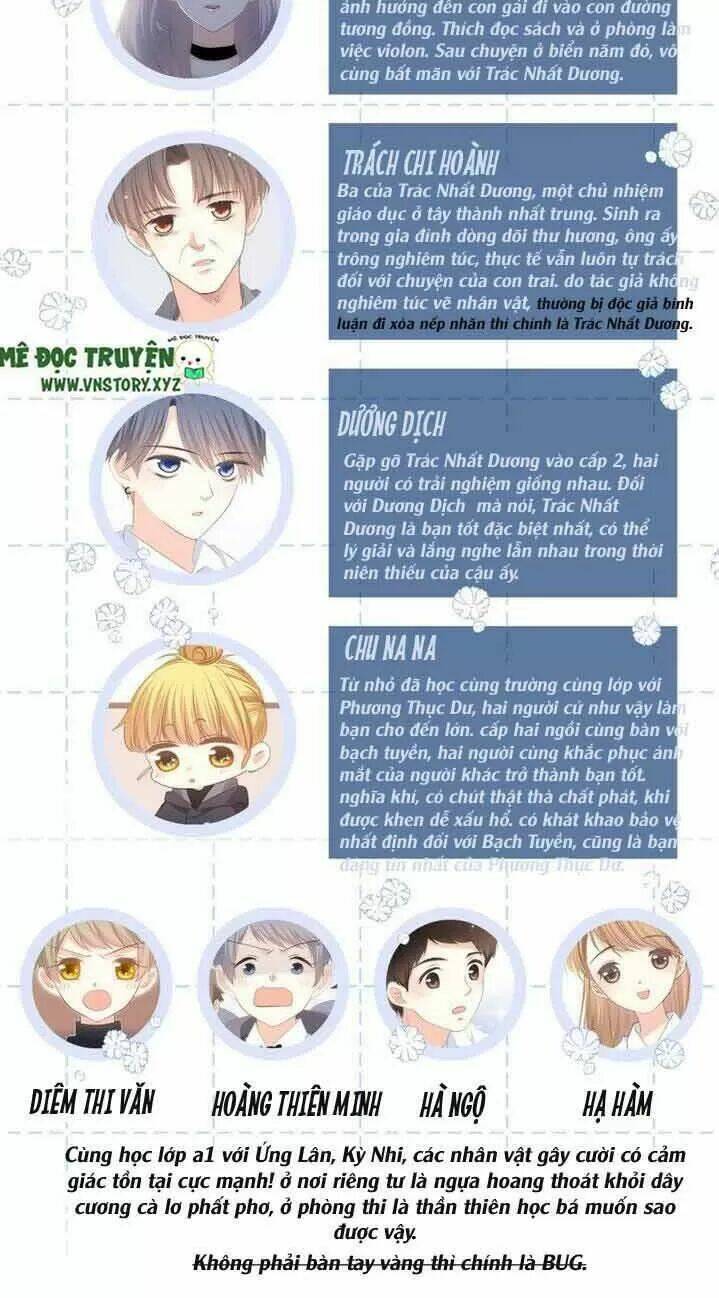 ảnh hưởng đến con gái đi vào con đường
tương đồng. Thích đọc sách và ở phòng làm
việc violon. Sau chuyện ở biển năm đó, vô
cùng bất mãn với Trác Nhất Dương.
TRÁCH CHI HOÀNH
Ba của Trác Nhất Dương, một chủ nhiệm
giáo dục ở tây thành nhất trung. Sinh ra
trong gia đình dòng dõi thư hương, ông ấy
trông nghiêm túc, thực tế vẫn luôn tự trách
đối với chuyện của con trai. do tác giả không
nghiêm túc vẽ nhân vật, thường bị độc giả bình
luận đi xòa nếp nhăn thì chính là Trác Nhất Dương.
MÊ ĐỌC TRUYỆN
MÊ ĐỌC TRUYỆN
WWW.VNSTORY.XYZ
DƯƠNG DỊCH
Gặp gỡ Trác Nhất Dương vào cấp 2, hai
người có trải nghiệm giống nhau. Đối
với Dương Dịch mà nói, Trác Nhất
Dương là bạn tốt đặc biệt nhất, có thể
lý giải và lắng nghe lẫn nhau trong thời
niên thiếu của cậu ấy.
CHU NA NA
Từ nhỏ đã học cùng trường cùng lớp với
Phương Thục Dư, hai người cứ như vậy làm
bạn cho đến lớn. cấp hai ngồi cùng bàn với
bạch tuyền, hai người cùng khắc phục ánh
mắt của người khác trở thành bạn tốt.
nghĩa khí, có chút thật thà chất phát, khi
được khen dễ xấu hổ. có khát khao bảo vệ
nhất định đối với Bạch Tuyền, cũng là bạn
đáng tin nhất của Phương Thục Dư.
DIÊM THI VĂN
HOÀNG THIÊN MINH
HÀ NGỘ
HẠ HÀM
Cùng học lớp a1 với Ứng Lân, Kỳ Nhi, các nhân vật gây cười có cảm
giác tồn tại cực mạnh! ở nơi riêng tư là ngựa hoang thoát khỏi dây
cương cà lơ phất phơ, ở phòng thi là thần thiên học bá muốn sao
được vậy.
Không phải bàn tay vàng thì chính là BUG.